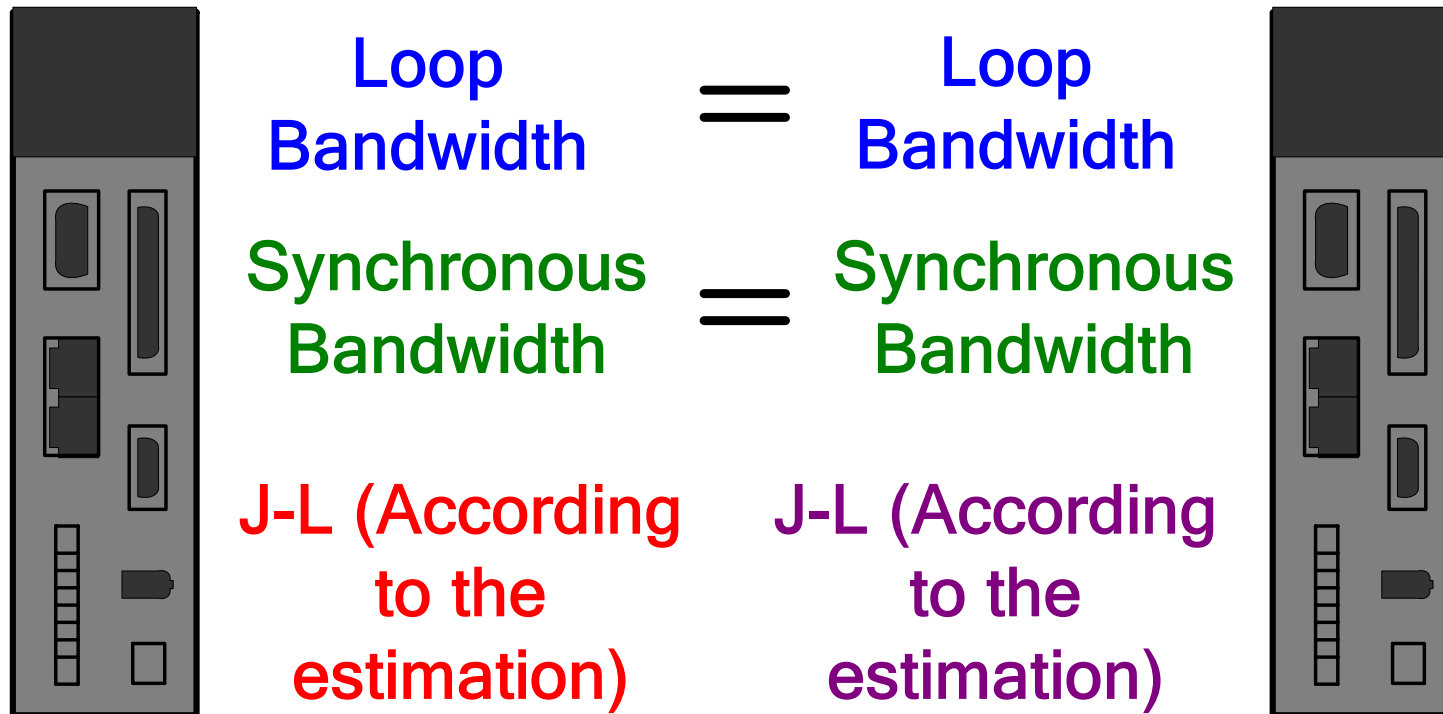 Loop
Bandwidth
=
Loop
Bandwidth
Synchronous
Bandwidth
=
Synchronous
Bandwidth
J-L (According
to the
estimation)
J-L (According
to the
estimation)